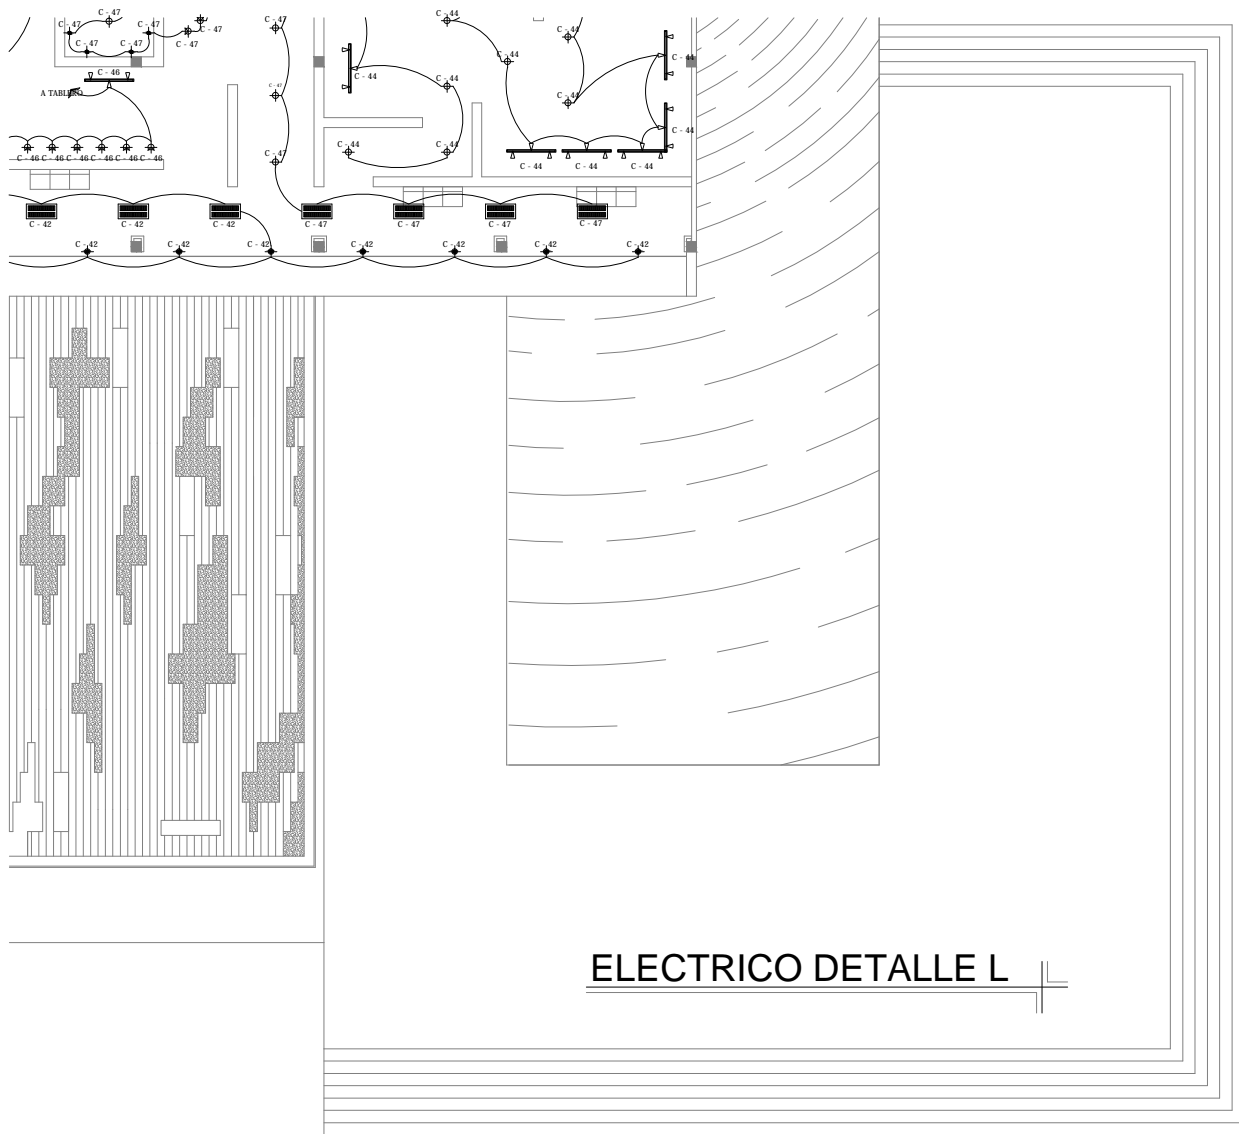 C - 47 C - 47 C - 47 C - 47 C - 44
C - 44
C - 47 C - 47 C - 47
C - 44 C - 44
C - 46 C - 44 C - 44
A TABLERO C - 47
C - 44
C - 44
C - 44 C - 44
C - 46 C - 46 C - 46 C - 46 C - 46 C - 46 C - 47
C - 44 C - 44 C - 44
C - 42 C - 42 C - 42 C - 47 C - 47 C - 47 C - 47
C - 42 C - 42 C - 42 C - 42 C - 42 C - 42 C - 42
ELECTRICO DETALLE L